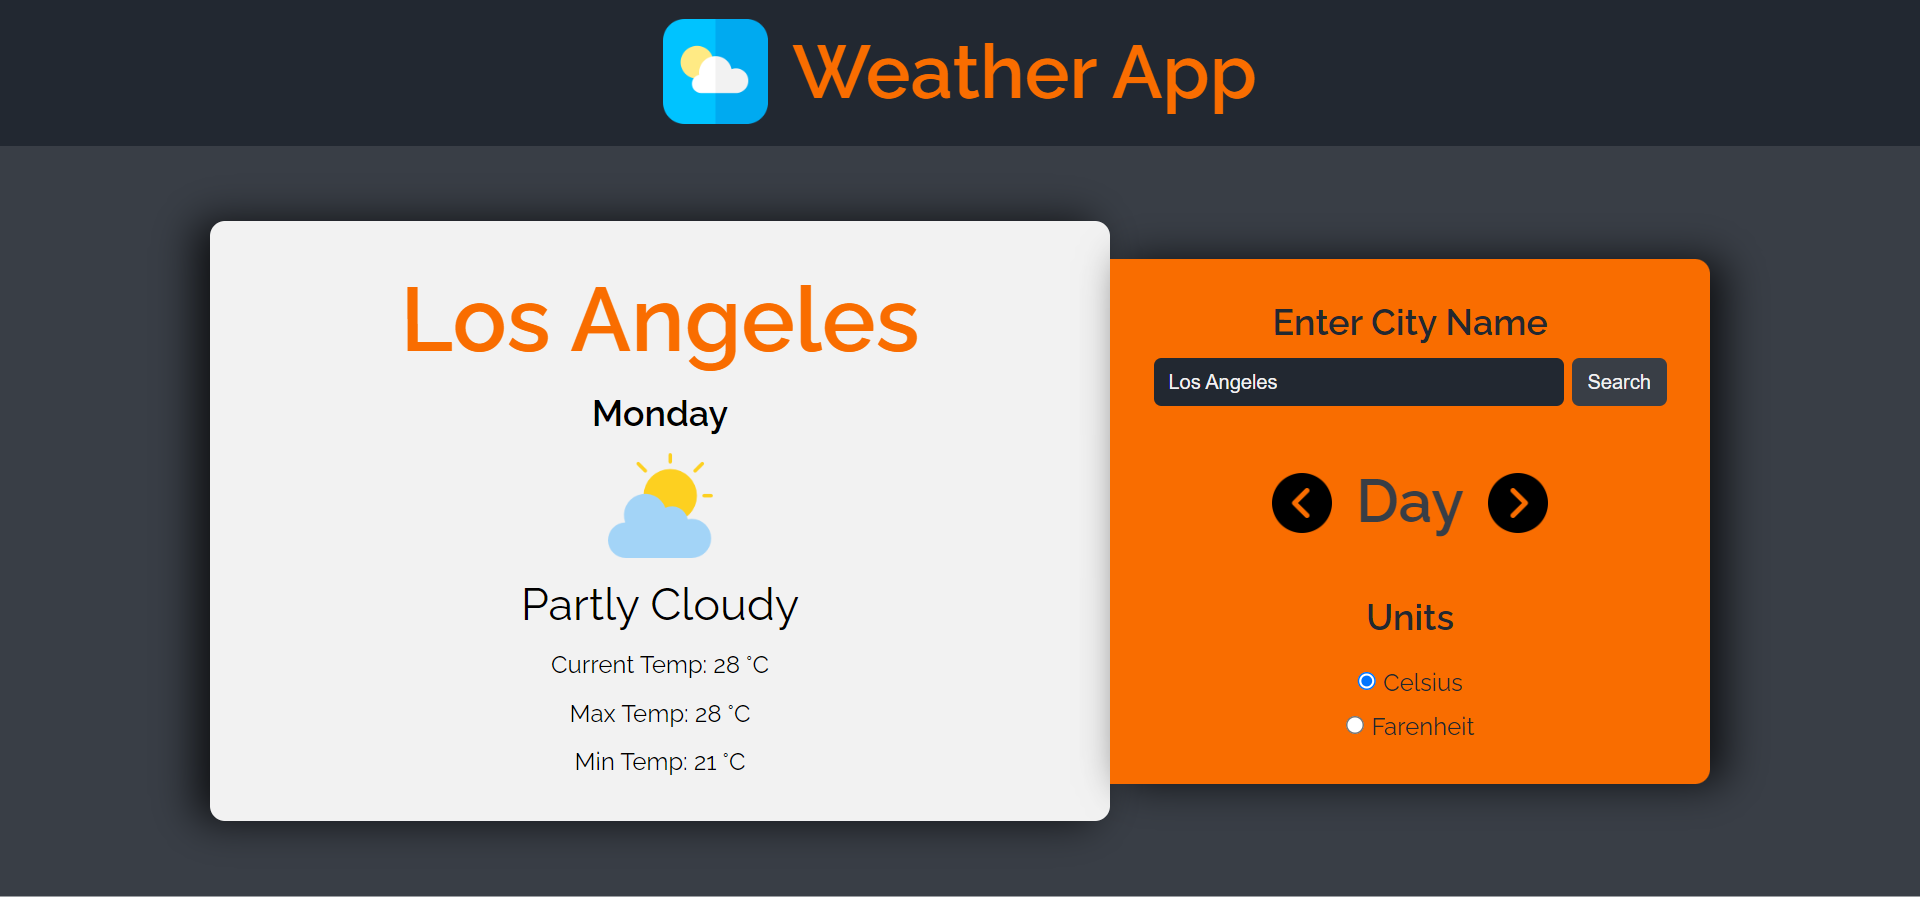 Weather App
Los Angeles
Monday
Partly Cloudy
Current Temp: 28 °C
Max Temp: 28 °C
Min Temp: 21 °C
Enter City Name
Los Angeles Search
Day
Units
Celsius
Farenheit